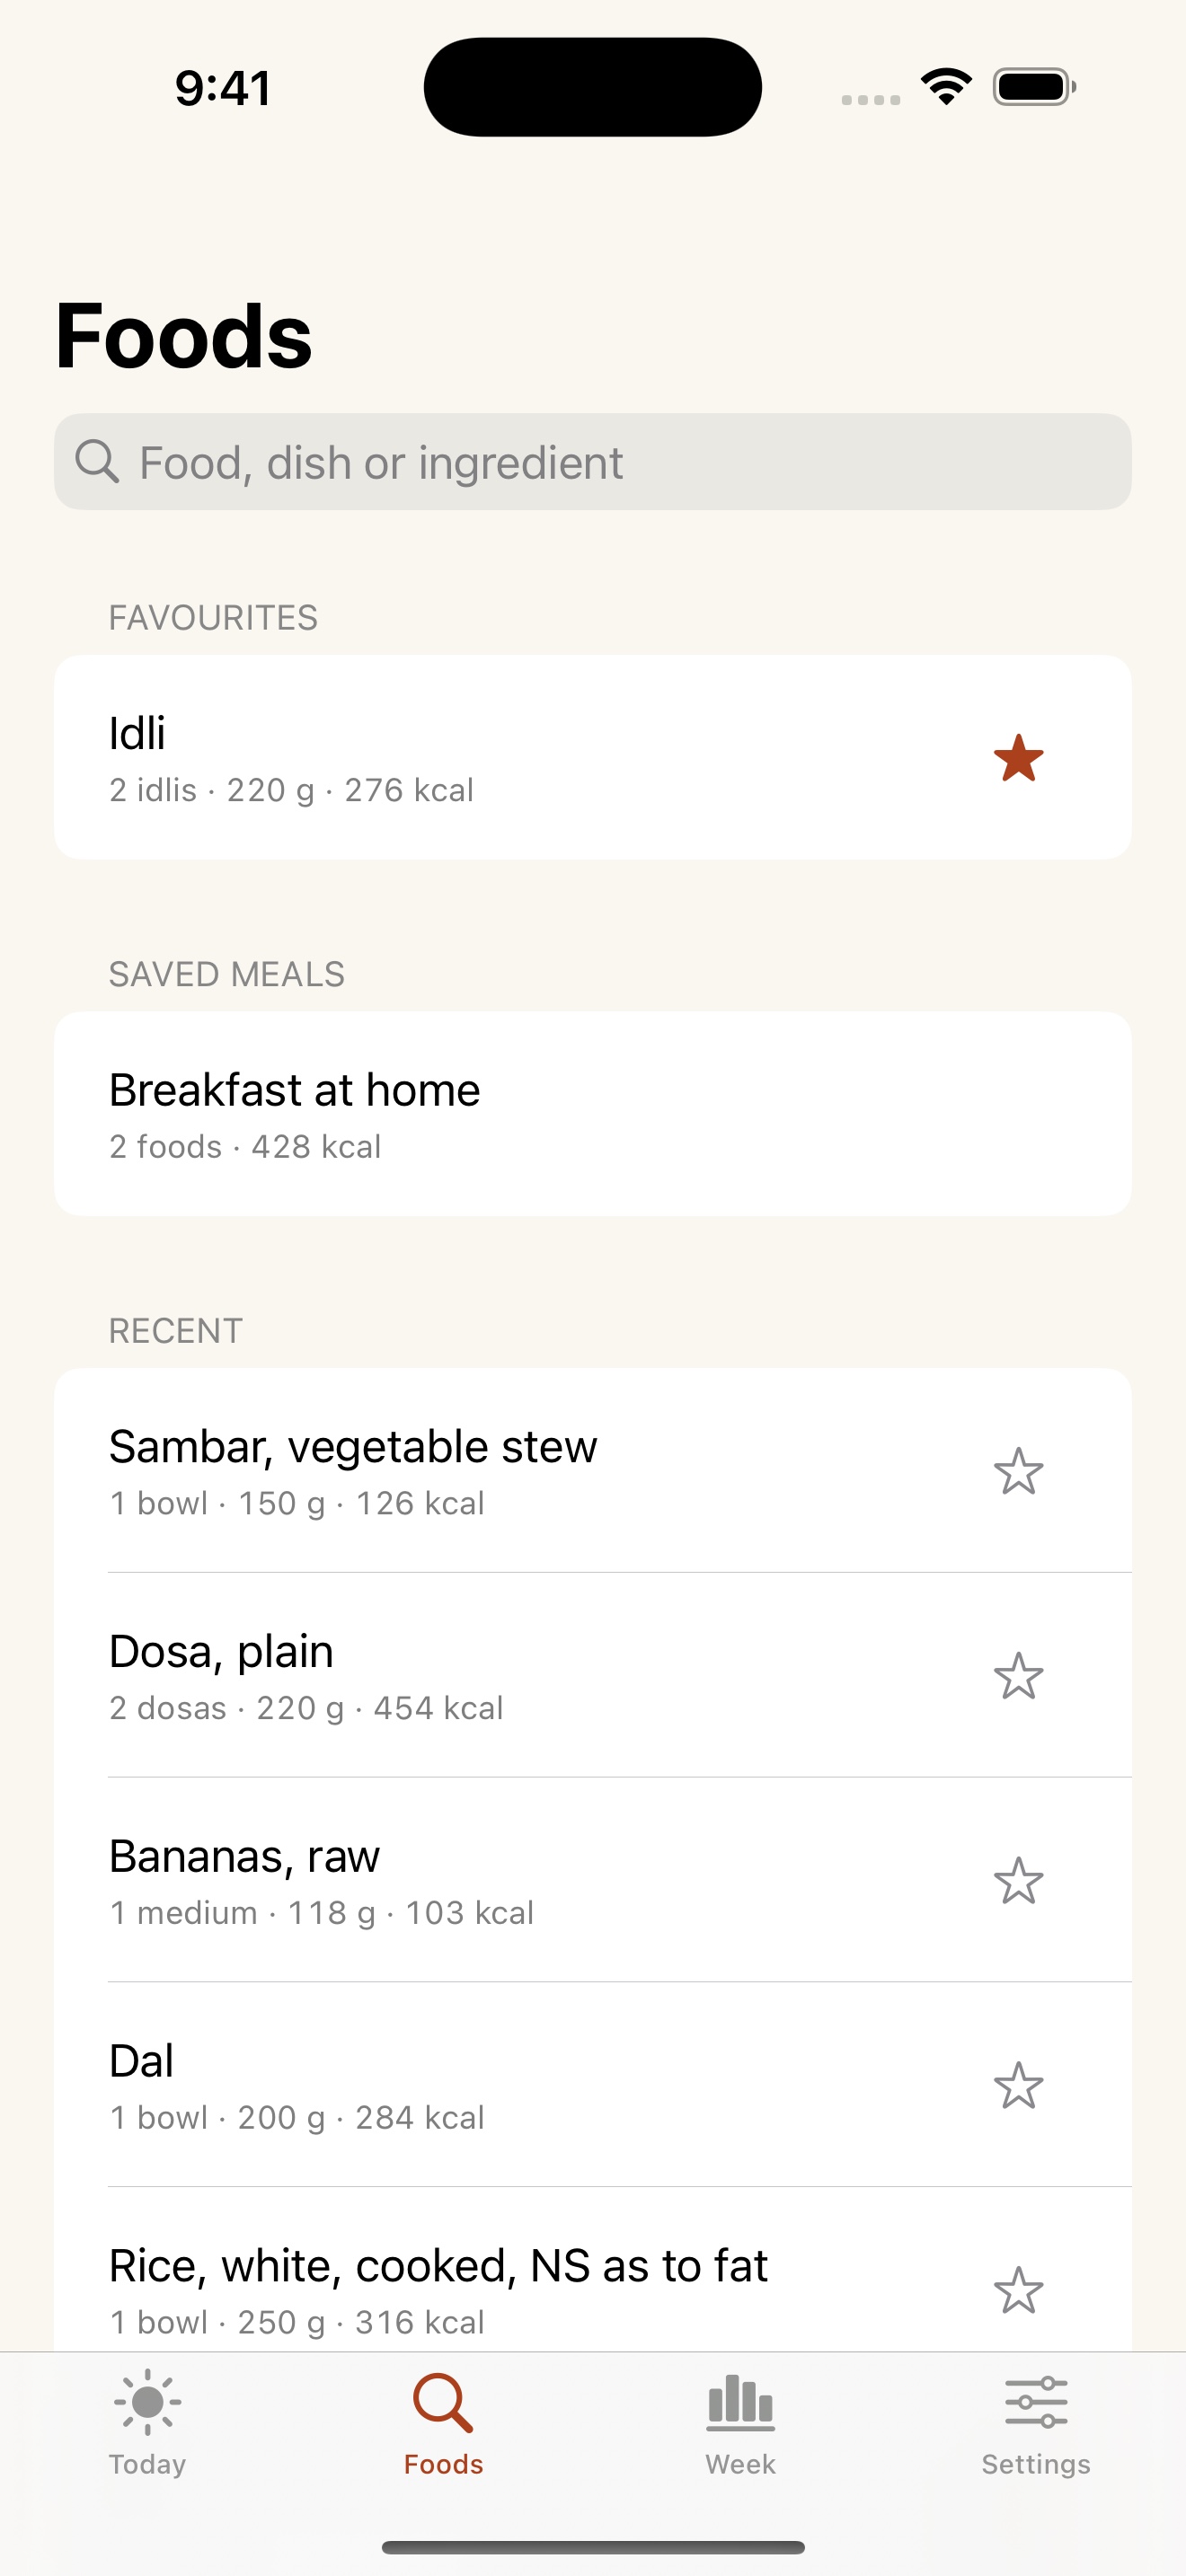 9:41
Foods
Food, dish or ingredient
FAVOURITES
Idli
2 idlis · 220 g · 276 kcal
SAVED MEALS
Breakfast at home
2 foods · 428 kcal
RECENT
Sambar, vegetable stew
1 bowl · 150 g · 126 kcal
Dosa, plain
2 dosas · 220 g · 454 kcal
Bananas, raw
1 medium · 118 g · 103 kcal
Dal
1 bowl · 200 g · 284 kcal
Rice, white, cooked, NS as to fat
1 bowl · 250 g · 316 kcal
Today
Foods
Week
Settings